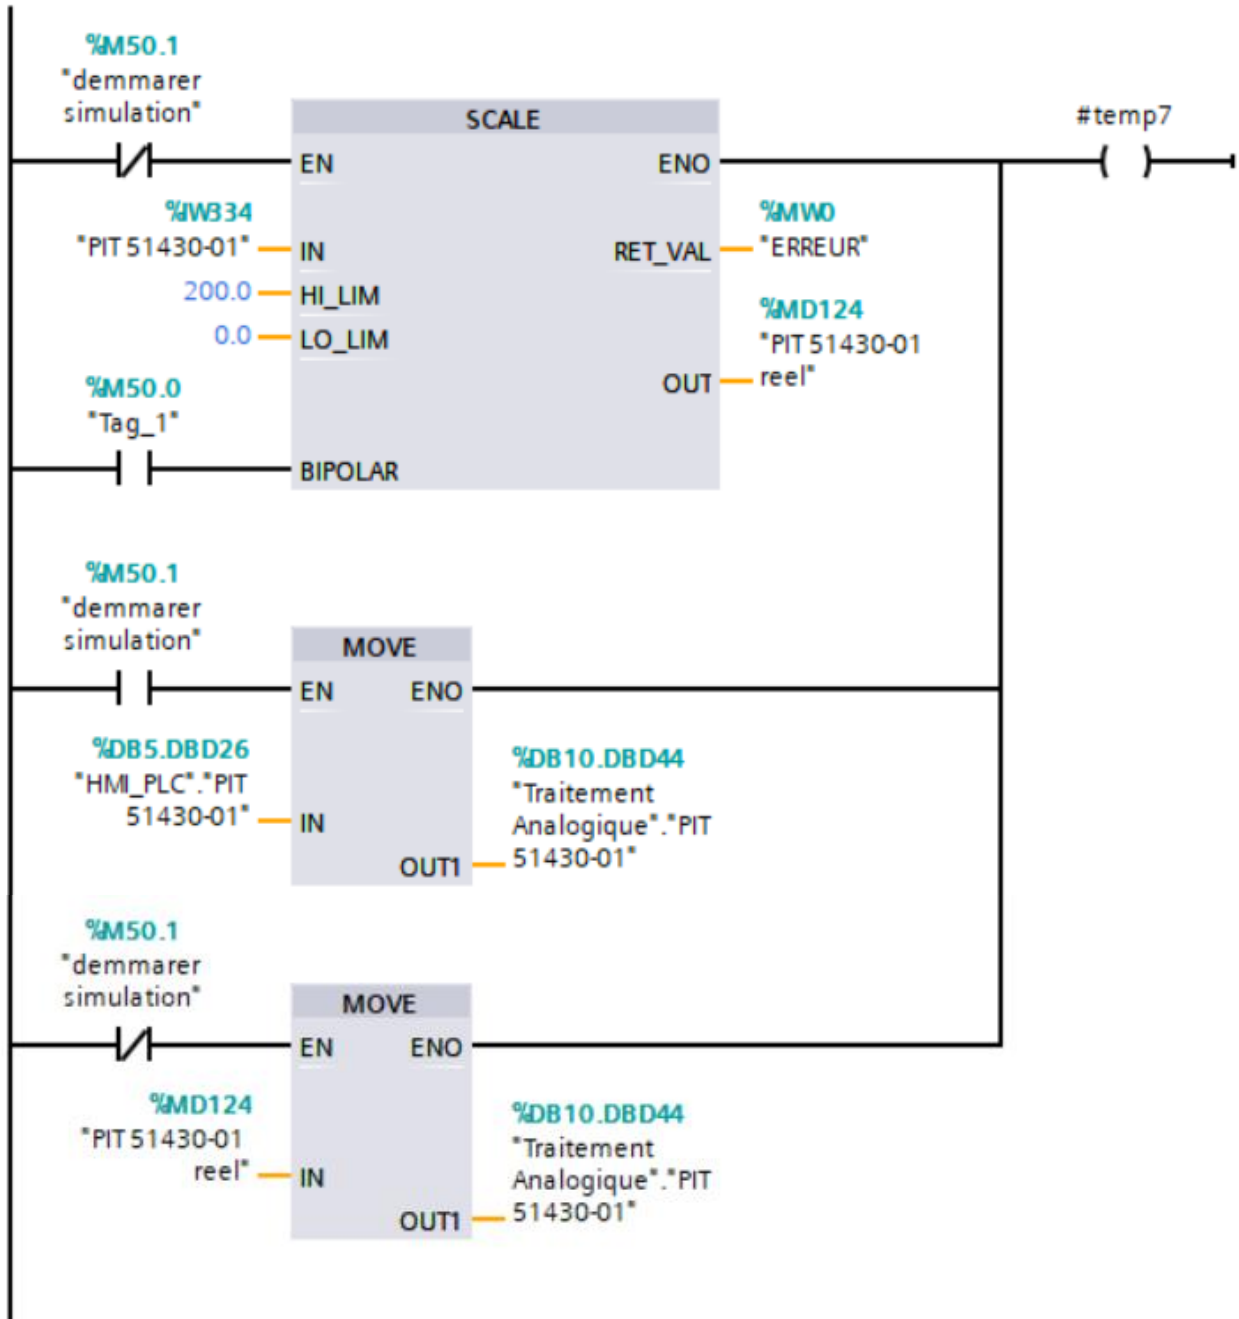 %M50.1
"demmarer
simulation"
SCALE
#temp7
EN
ENO
%IW334
"PIT 51430-01"
IN
%MW0
RET_VAL
"ERREUR"
200.0
HI_LIM
0.0
LO_LIM
%MD124
"PIT 51430-01
reel"
OUT
%M50.0
"Tag_1"
BIPOLAR
%M50.1
"demmarer
simulation"
MOVE
EN
ENO
%DB5.DBD26
"HMI_PLC"."PIT
51430-01"
IN
%DB10.DBD44
"Traitement
Analogique"."PIT
51430-01"
OUT1
%M50.1
"demmarer
simulation"
MOVE
EN
ENO
%MD124
"PIT 51430-01
reel"
IN
%DB10.DBD44
"Traitement
Analogique"."PIT
51430-01"
OUT1